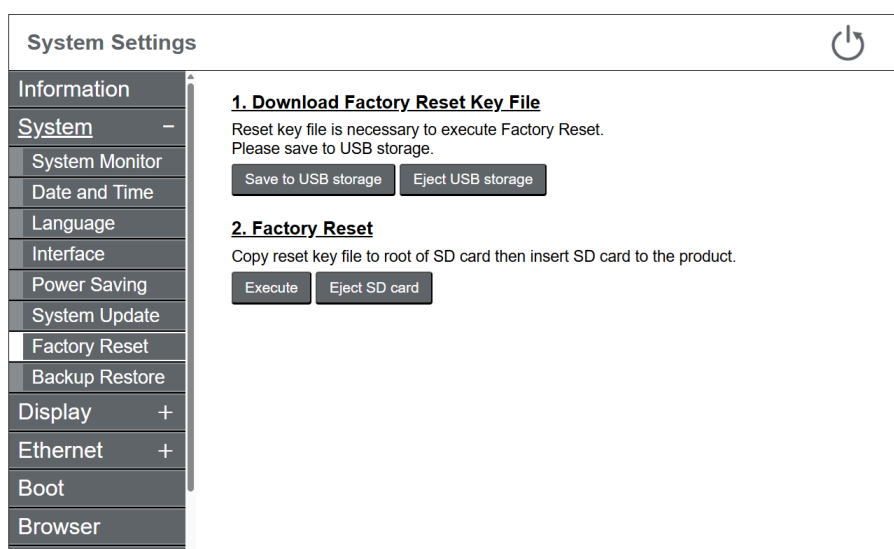 System Settings
Information
System −
System Monitor
Date and Time
Language
Interface
Power Saving
System Update
Factory Reset
Backup Restore
Display +
Ethernet +
Boot
Browser
1. Download Factory Reset Key File
Reset key file is necessary to execute Factory Reset.
Please save to USB storage.
Save to USB storage Eject USB storage
2. Factory Reset
Copy reset key file to root of SD card then insert SD card to the product.
Execute Eject SD card